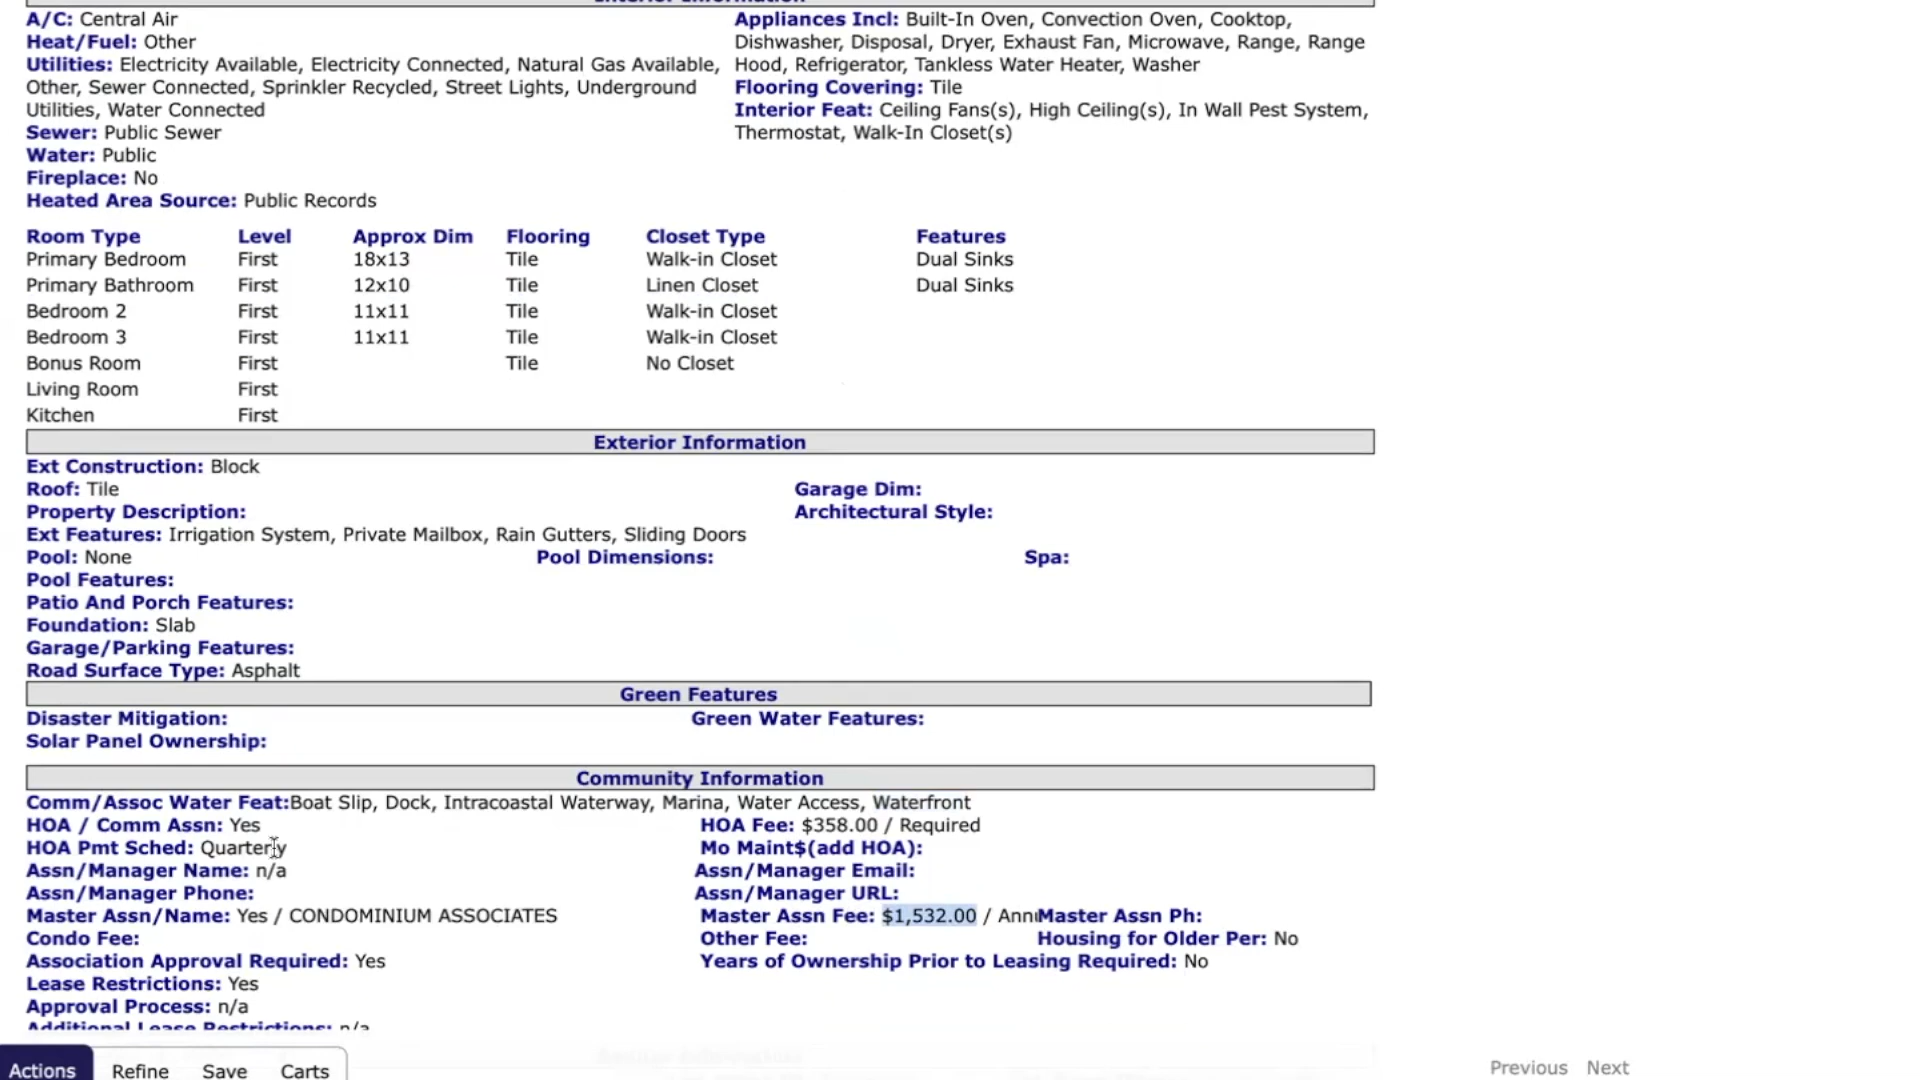 Interior Information
A/C: Central Air
Heat/Fuel: Other
Utilities: Electricity Available, Electricity Connected, Natural Gas Available,
Other, Sewer Connected, Sprinkler Recycled, Street Lights, Underground
Utilities, Water Connected
Sewer: Public Sewer
Water: Public
Fireplace: No
Heated Area Source: Public Records
Appliances Incl: Built-In Oven, Convection Oven, Cooktop,
Dishwasher, Disposal, Dryer, Exhaust Fan, Microwave, Range, Range
Hood, Refrigerator, Tankless Water Heater, Washer
Flooring Covering: Tile
Interior Feat: Ceiling Fans(s), High Ceiling(s), In Wall Pest System,
Thermostat, Walk-In Closet(s)
Room Type Level Approx Dim Flooring Closet Type Features
Primary Bedroom First 18x13 Tile Walk-in Closet Dual Sinks
Primary Bathroom First 12x10 Tile Linen Closet Dual Sinks
Bedroom 2 First 11x11 Tile Walk-in Closet
Bedroom 3 First 11x11 Tile Walk-in Closet
Bonus Room First Tile No Closet
Living Room First
Kitchen First
Exterior Information
Ext Construction: Block
Roof: Tile Garage Dim:
Property Description: Architectural Style:
Ext Features: Irrigation System, Private Mailbox, Rain Gutters, Sliding Doors
Pool: None Pool Dimensions: Spa:
Pool Features:
Patio And Porch Features:
Foundation: Slab
Garage/Parking Features:
Road Surface Type: Asphalt
Green Features
Disaster Mitigation: Green Water Features:
Solar Panel Ownership:
Community Information
Comm/Assoc Water Feat:Boat Slip, Dock, Intracoastal Waterway, Marina, Water Access, Waterfront
HOA / Comm Assn: Yes HOA Fee: $358.00 / Required
HOA Pmt Sched: Quarterly Mo Maint$(add HOA):
Assn/Manager Name: n/a Assn/Manager Email:
Assn/Manager Phone: Assn/Manager URL:
Master Assn/Name: Yes / CONDOMINIUM ASSOCIATES Master Assn Fee: $1,532.00 / Annu Master Assn Ph:
Condo Fee: Other Fee: Housing for Older Per: No
Association Approval Required: Yes Years of Ownership Prior to Leasing Required: No
Lease Restrictions: Yes
Approval Process: n/a
Additional Lease Restrictions: n/a
Actions Refine Save Carts Previous Next